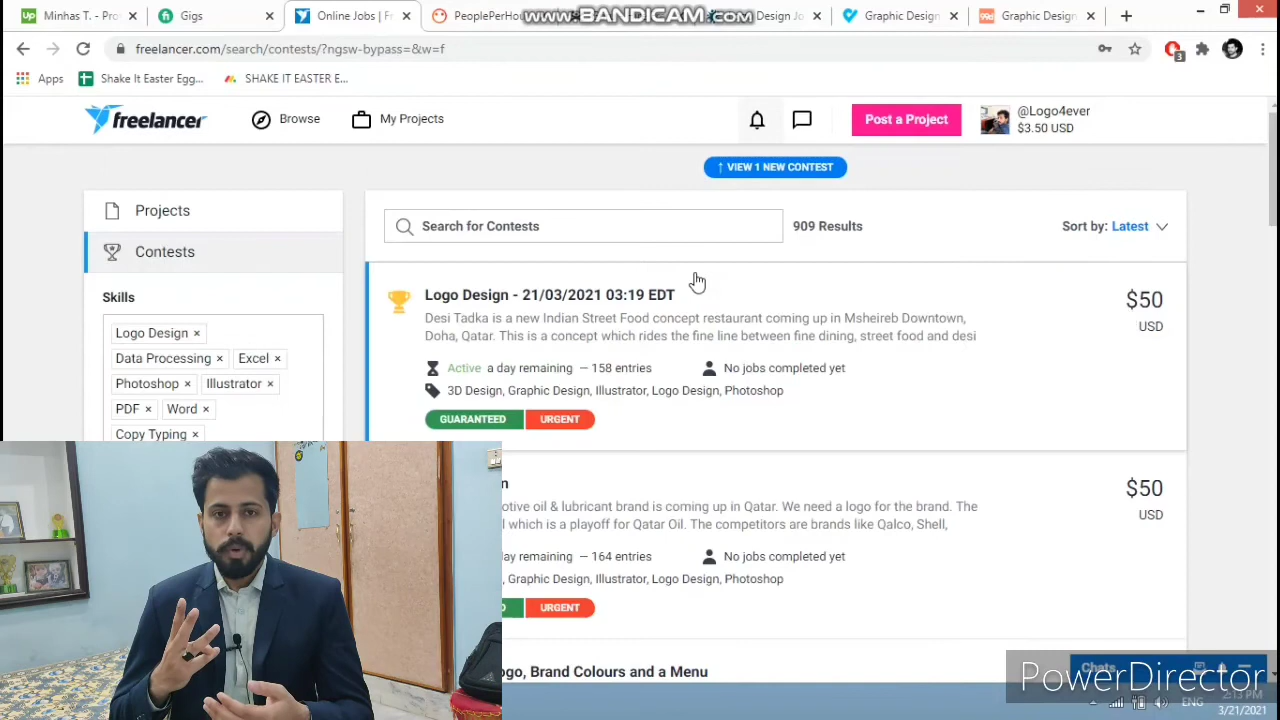 Minhas T. - Pro
Gigs
Online Jobs | Fr
PeoplePerHo
www.BANDICAM.com
Design Jo
Graphic Design
Graphic Design
freelancer.com/search/contests/?ngsw-bypass=&w=f
3
Apps
Shake It Easter Egg...
SHAKE IT EASTER E...
freelancer
Browse
My Projects
Post a Project
@Logo4ever
$3.50 USD
↑ VIEW 1 NEW CONTEST
Projects
Contests
Skills
Logo Design ×
Data Processing × Excel ×
Photoshop × Illustrator ×
PDF × Word ×
Copy Typing ×
Search for Contests
909 Results
Sort by: Latest
Logo Design - 21/03/2021 03:19 EDT
$50
USD
Desi Tadka is a new Indian Street Food concept restaurant coming up in Msheireb Downtown,
Doha, Qatar. This is a concept which rides the fine line between fine dining, street food and desi
Active a day remaining — 158 entries
No jobs completed yet
3D Design, Graphic Design, Illustrator, Logo Design, Photoshop
GUARANTEED URGENT
n
$50
USD
otive oil & lubricant brand is coming up in Qatar. We need a logo for the brand. The
l which is a playoff for Qatar Oil. The competitors are brands like Qalco, Shell,
ay remaining — 164 entries
No jobs completed yet
, Graphic Design, Illustrator, Logo Design, Photoshop
D URGENT
ogo, Brand Colours and a Menu
Chats
PowerDirector
ENG
2:13 PM
3/21/2021